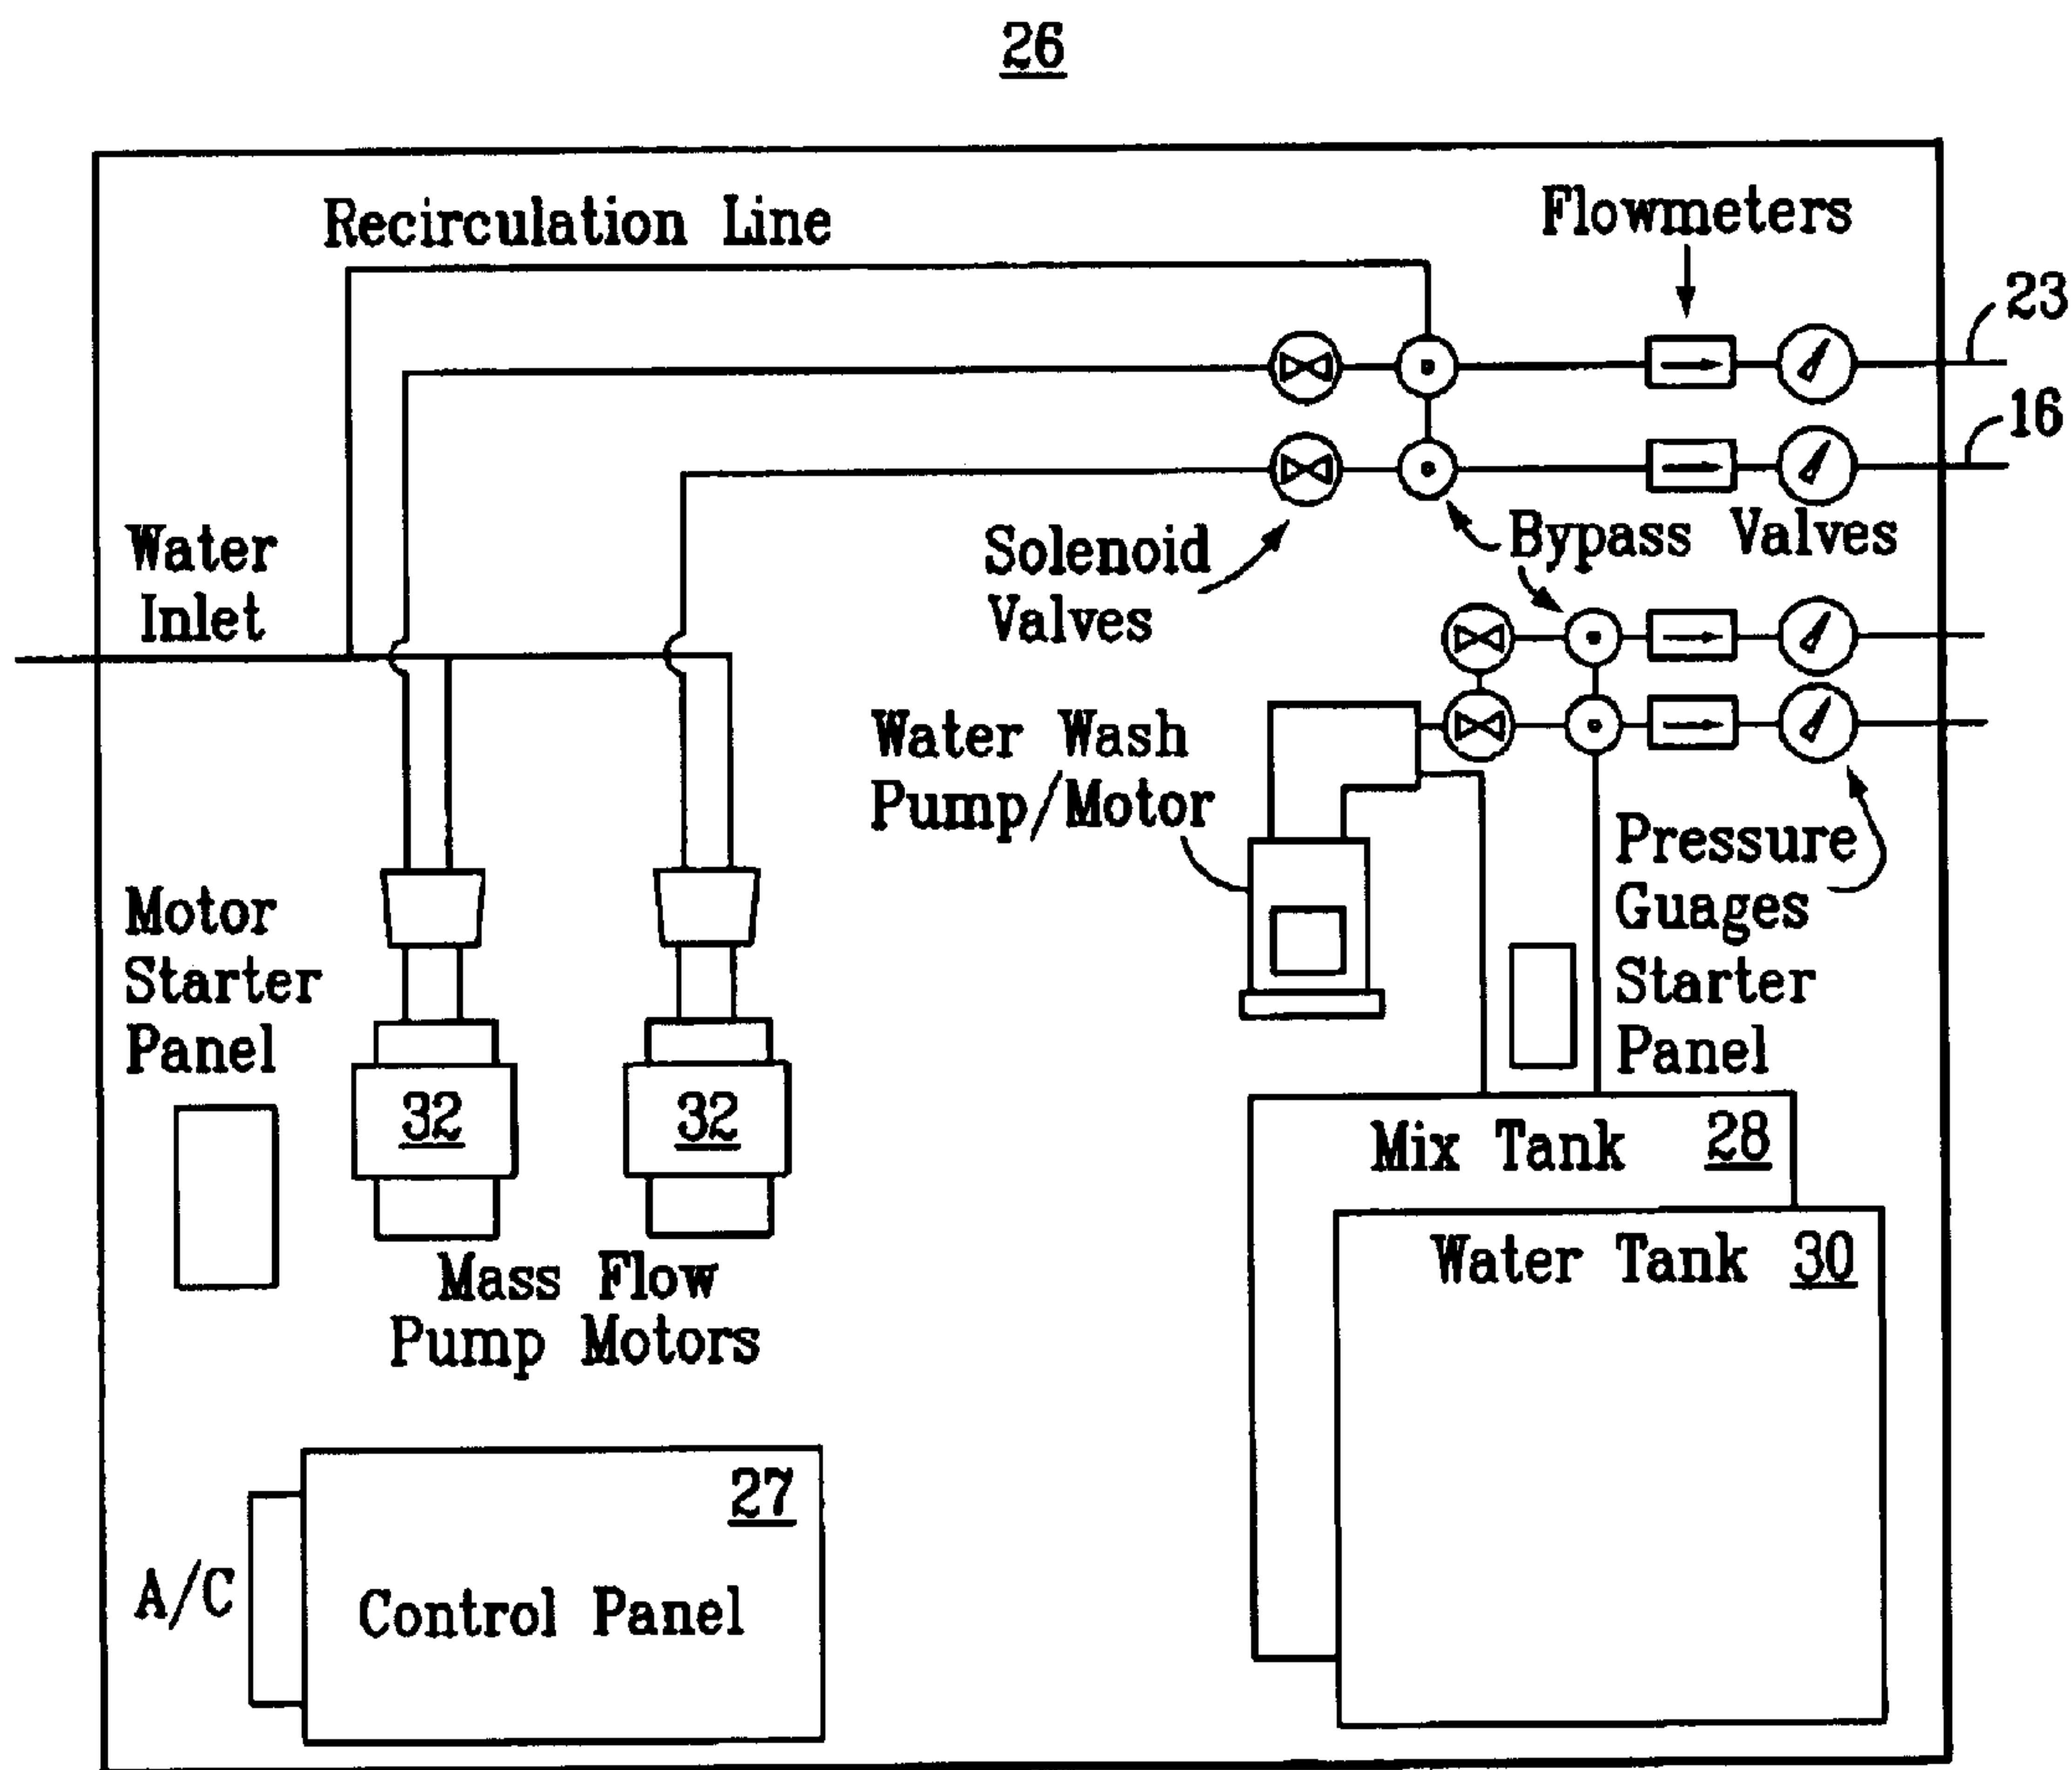 26
Recirculation Line
Flowmeters
23
16
Water
Inlet
Solenoid
Valves
Bypass Valves
Water Wash
Pump/Motor
Pressure
Guages
Motor
Starter
Panel
Starter
Panel
32
32
Mass Flow
Pump Motors
Mix Tank 28
Water Tank 30
27
A/C
Control Panel